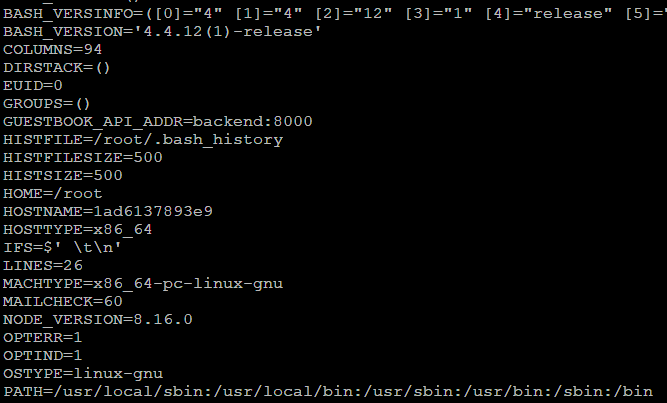 BASH_VERSINFO=([0]="4" [1]="4" [2]="12" [3]="1" [4]="release" [5]="
BASH_VERSION='4.4.12(1)-release'
COLUMNS=94
DIRSTACK=()
EUID=0
GROUPS=()
GUESTBOOK_API_ADDR=backend:8000
HISTFILE=/root/.bash_history
HISTFILESIZE=500
HISTSIZE=500
HOME=/root
HOSTNAME=1ad6137893e9
HOSTTYPE=x86_64
IFS=$' \t\n'
LINES=26
MACHTYPE=x86_64-pc-linux-gnu
MAILCHECK=60
NODE_VERSION=8.16.0
OPTERR=1
OPTIND=1
OSTYPE=linux-gnu
PATH=/usr/local/sbin:/usr/local/bin:/usr/sbin:/usr/bin:/sbin:/bin